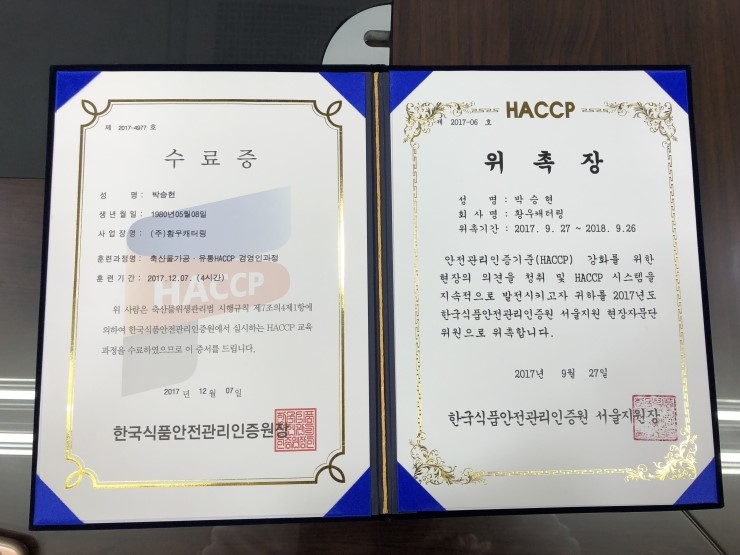 제 2017-4977 호
수료증
성 명: 박승현
생년월일: 1980년05월08일
사업장명: (주)황우캐터링
훈련과정명: 축산물가공·유통HACCP 경영인과정
훈련기간: 2017.12.07. (4시간)
HACCP
위 사람은 축산물위생관리법 시행규칙 제7조의4제1항에
의하여 한국식품안전관리인증원에서 실시하는 HACCP 교육
과정을 수료하였으므로 이 증서를 드립니다.
2017 년 12 월 07 일
한국식품안전관리인증원장
HACCP
제 2017-06 호
위촉장
성 명: 박승현
회사명: 황우캐터링
위촉기간: 2017. 9. 27 ~ 2018. 9.26
안전관리인증기준(HACCP) 강화를 위한
현장의 의견을 청취 및 HACCP 시스템을
지속적으로 발전시키고자 귀하를 2017년도
한국식품안전관리인증원 서울지원 현장자문단
위원으로 위촉합니다.
2017년 9월 27일
한국식품안전관리인증원 서울지원장